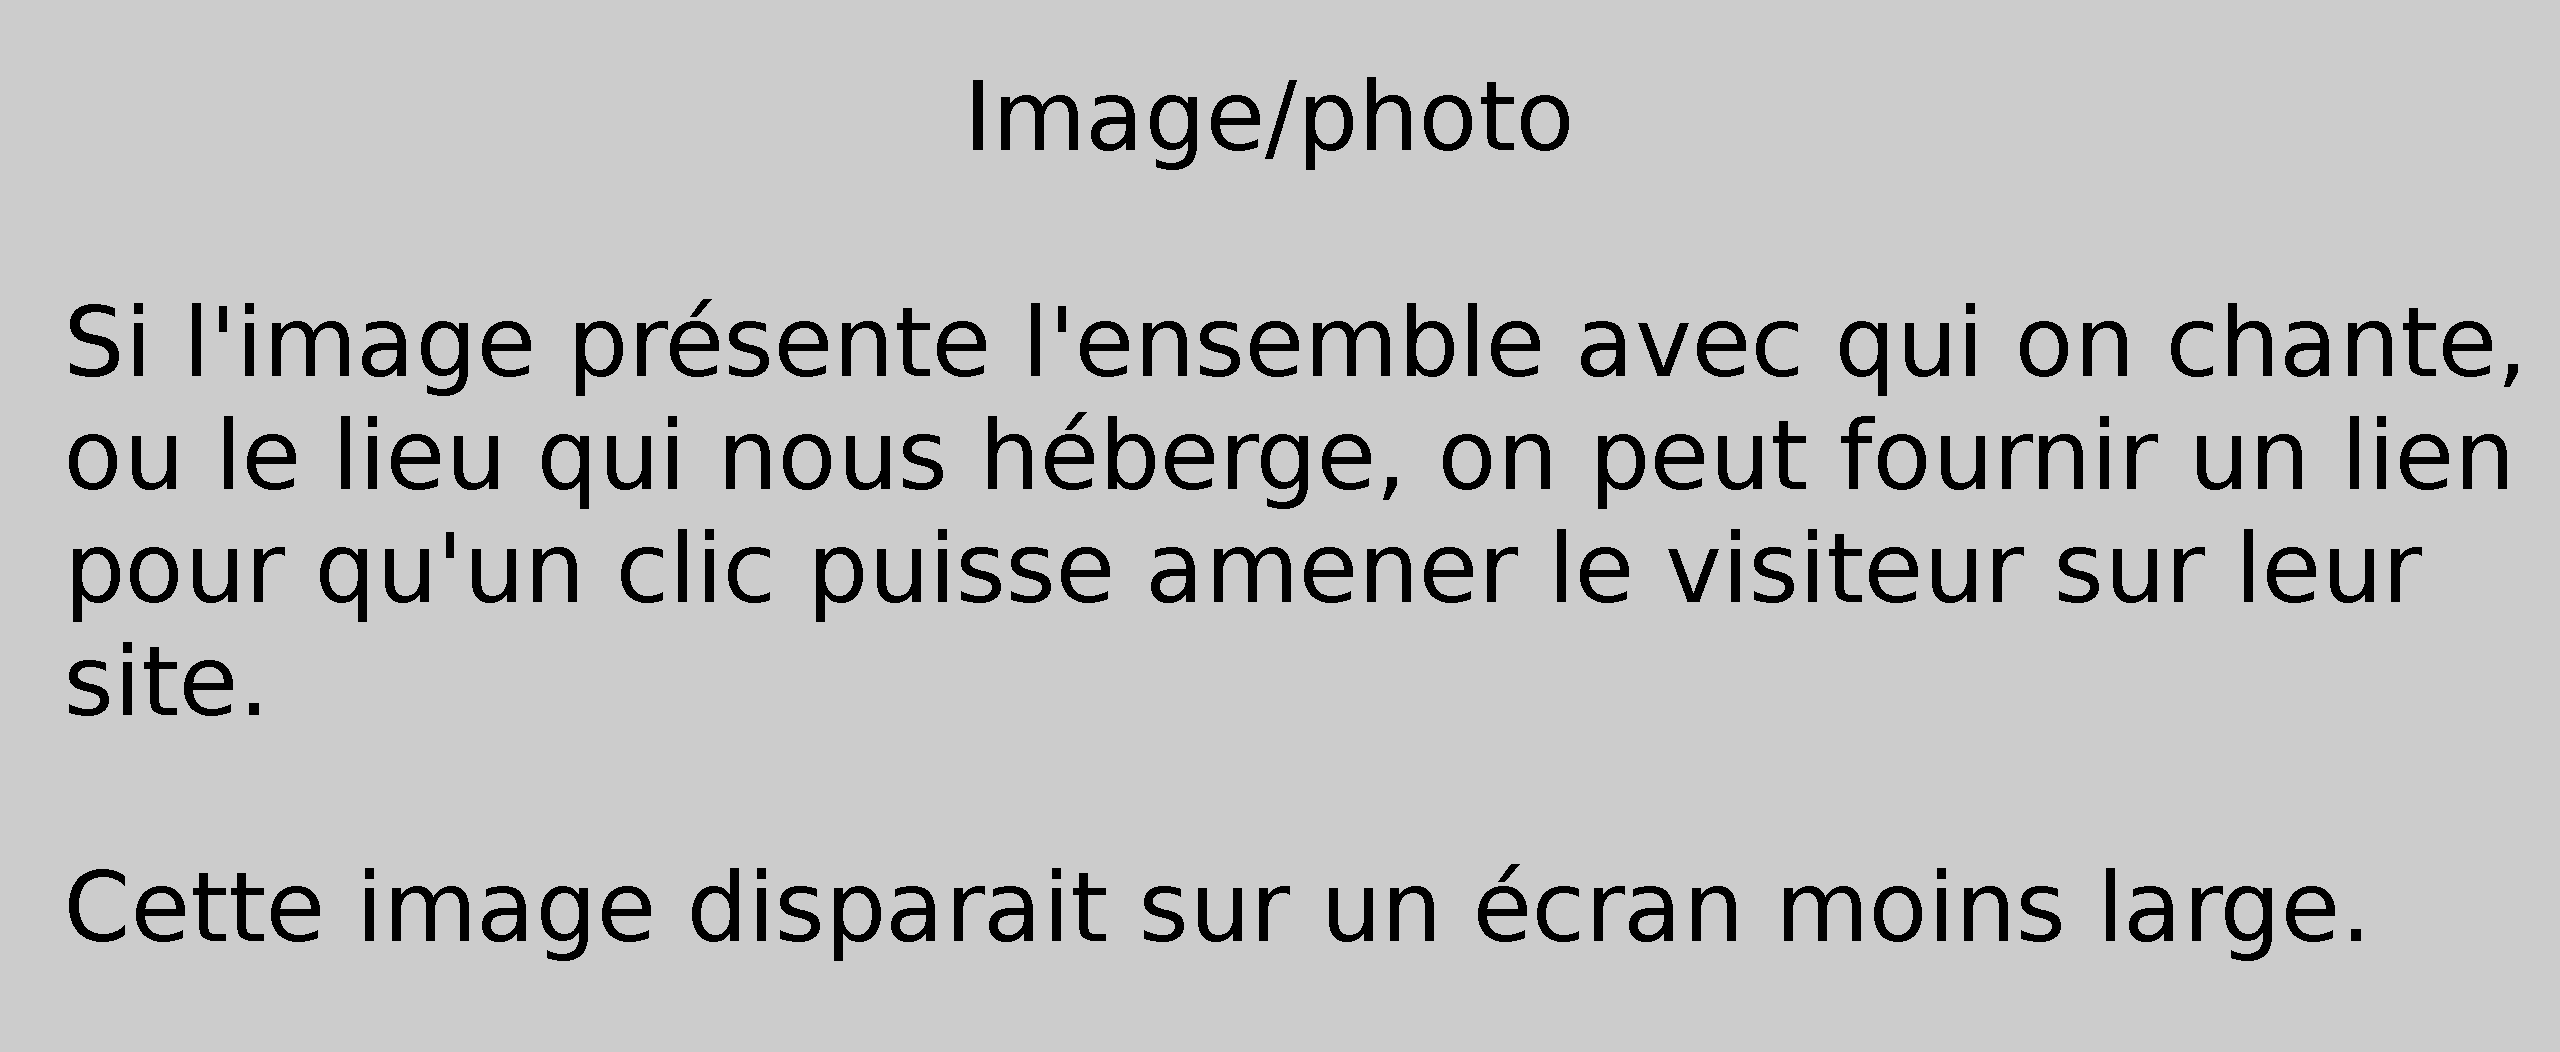 Image/photo
Si l'image présente l'ensemble avec qui on chante,
ou le lieu qui nous héberge, on peut fournir un lien
pour qu'un clic puisse amener le visiteur sur leur
site.
Cette image disparait sur un écran moins large.